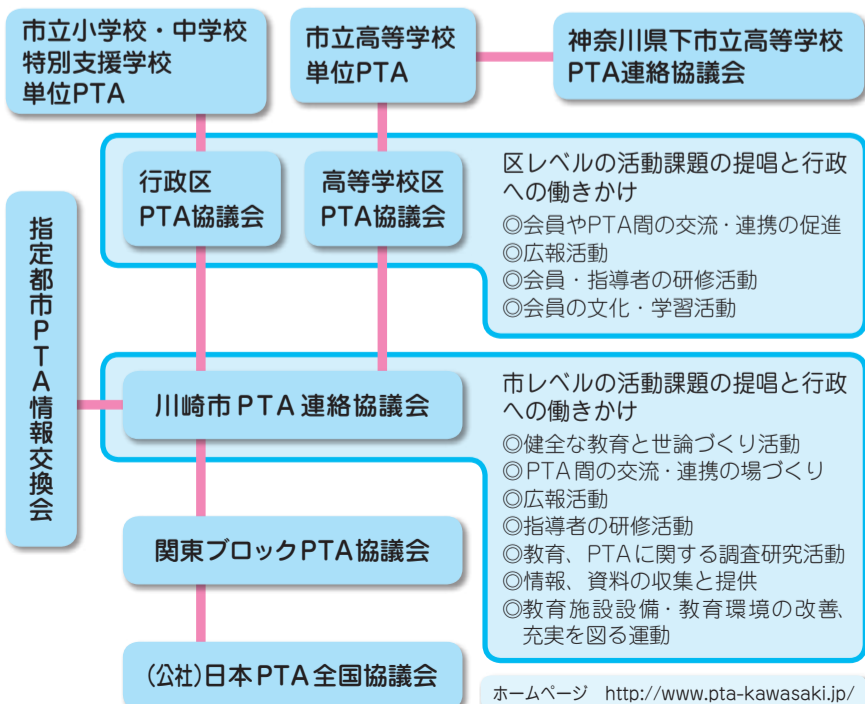 市立小学校・中学校
特別支援学校
単位PTA
市立高等学校
単位PTA
神奈川県下市立高等学校
PTA連絡協議会
行政区
PTA協議会
高等学校区
PTA協議会
区レベルの活動課題の提唱と行政
への働きかけ
◎会員やPTA間の交流・連携の促進
◎広報活動
◎会員・指導者の研修活動
◎会員の文化・学習活動
指定都市PTA情報交換会
川崎市PTA連絡協議会
市レベルの活動課題の提唱と行政
への働きかけ
◎健全な教育と世論づくり活動
◎PTA間の交流・連携の場づくり
◎広報活動
◎指導者の研修活動
◎教育、PTAに関する調査研究活動
◎情報、資料の収集と提供
◎教育施設設備・教育環境の改善、
充実を図る運動
関東ブロックPTA協議会
(公社)日本PTA全国協議会
ホームページ http://www.pta-kawasaki.jp/